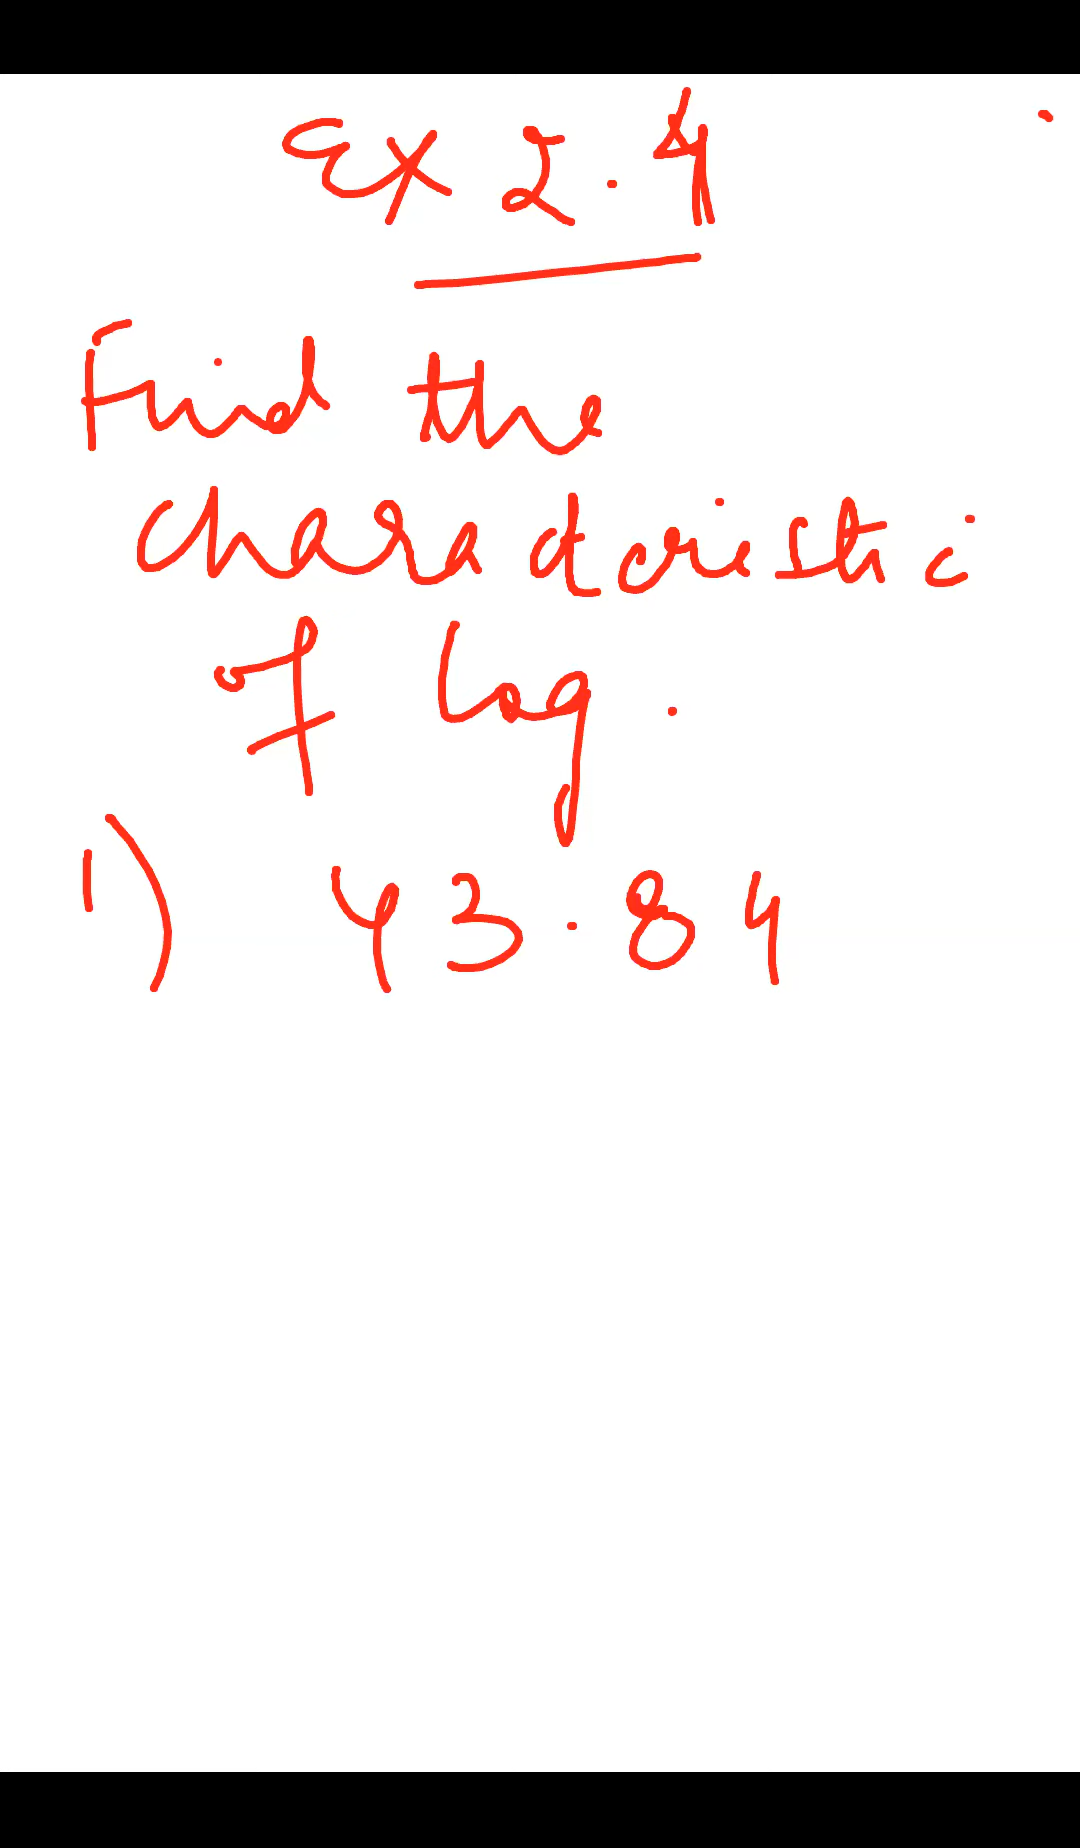 Ex 2.4
Find the
characteristic
of log.
1) 43.84